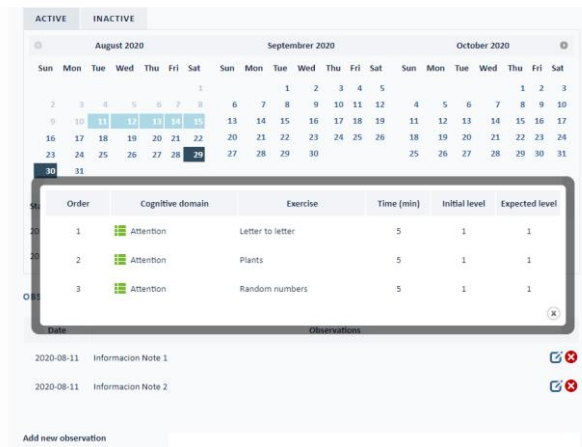 ACTIVE INACTIVE
August 2020 September 2020 October 2020
Sun Mon Tue Wed Thu Fri Sat Sun Mon Tue Wed Thu Fri Sat Sun Mon Tue Wed Thu Fri Sat
1 1 2 3 4 5 1 2 3
2 3 4 5 6 7 8 6 7 8 9 10 11 12 4 5 6 7 8 9 10
9 10 11 12 13 14 15 13 14 15 16 17 18 19 11 12 13 14 15 16 17
16 17 18 19 20 21 22 20 21 22 23 24 25 26 18 19 20 21 22 23 24
23 24 25 26 27 28 29 27 28 29 30 25 26 27 28 29 30 31
30 31
Order Cognitive domain Exercise Time (min) Initial level Expected level
1 Attention Letter to letter 5 1 1
2 Attention Plants 5 1 1
3 Attention Random numbers 5 1 1
Date Observations
2020-08-11 Informacion Note 1
2020-08-11 Informacion Note 2
Add new observation